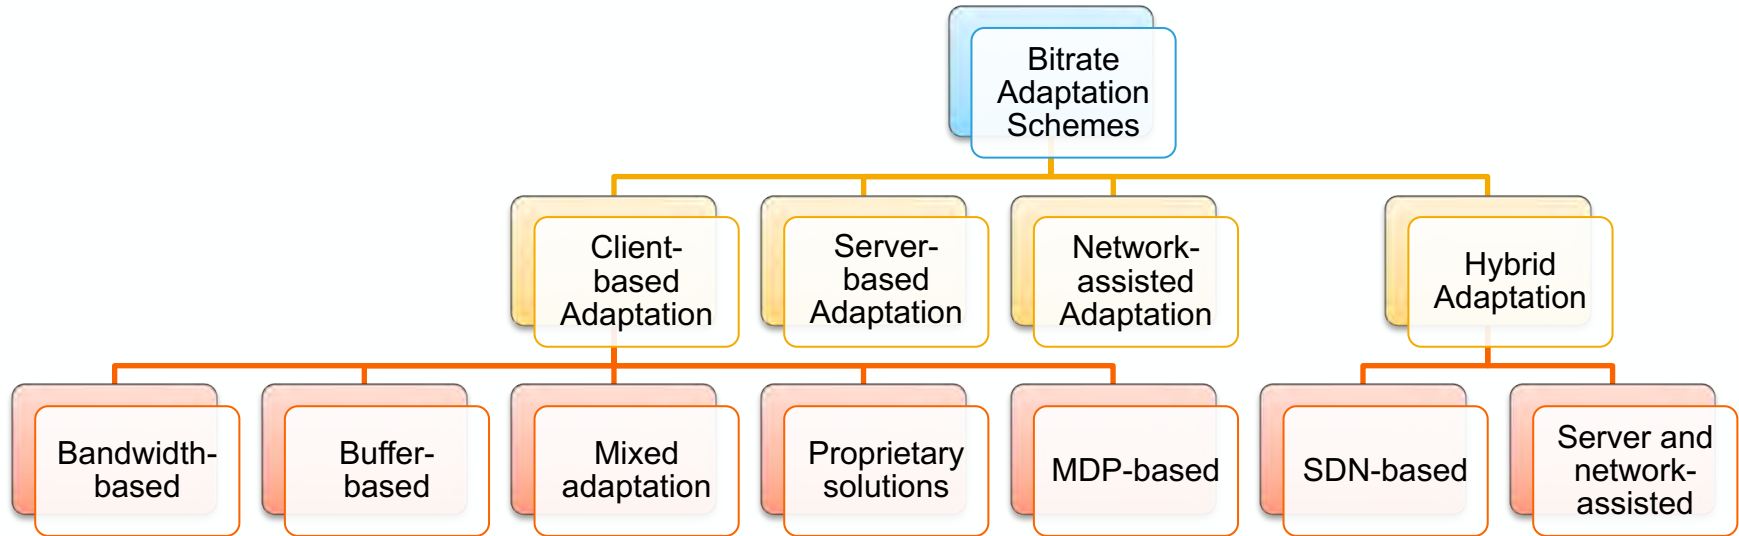 Bitrate
Adaptation
Schemes
Client-
based
Adaptation
Server-
based
Adaptation
Network-
assisted
Adaptation
Hybrid
Adaptation
Bandwidth-
based
Buffer-
based
Mixed
adaptation
Proprietary
solutions
MDP-based
SDN-based
Server and
network-
assisted